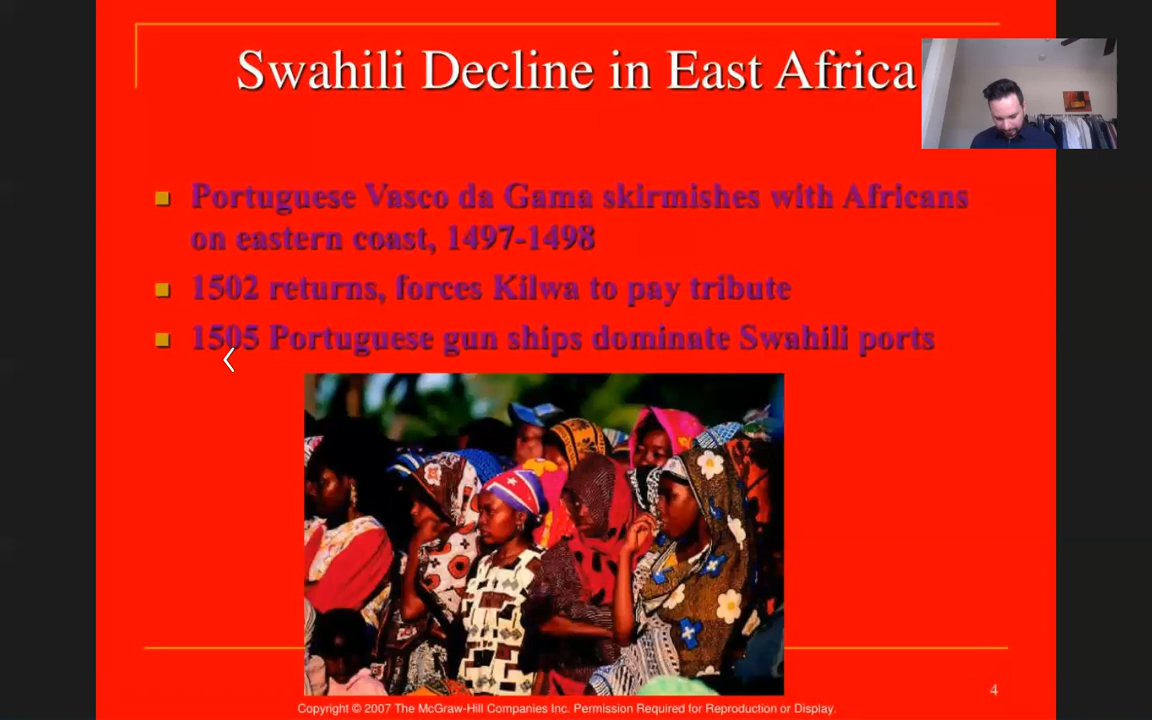 Swahili Decline in East Africa
Portuguese Vasco da Gama skirmishes with Africans
on eastern coast, 1497-1498
1502 returns, forces Kilwa to pay tribute
1505 Portuguese gun ships dominate Swahili ports
4
Copyright © 2007 The McGraw-Hill Companies Inc. Permission Required for Reproduction or Display.